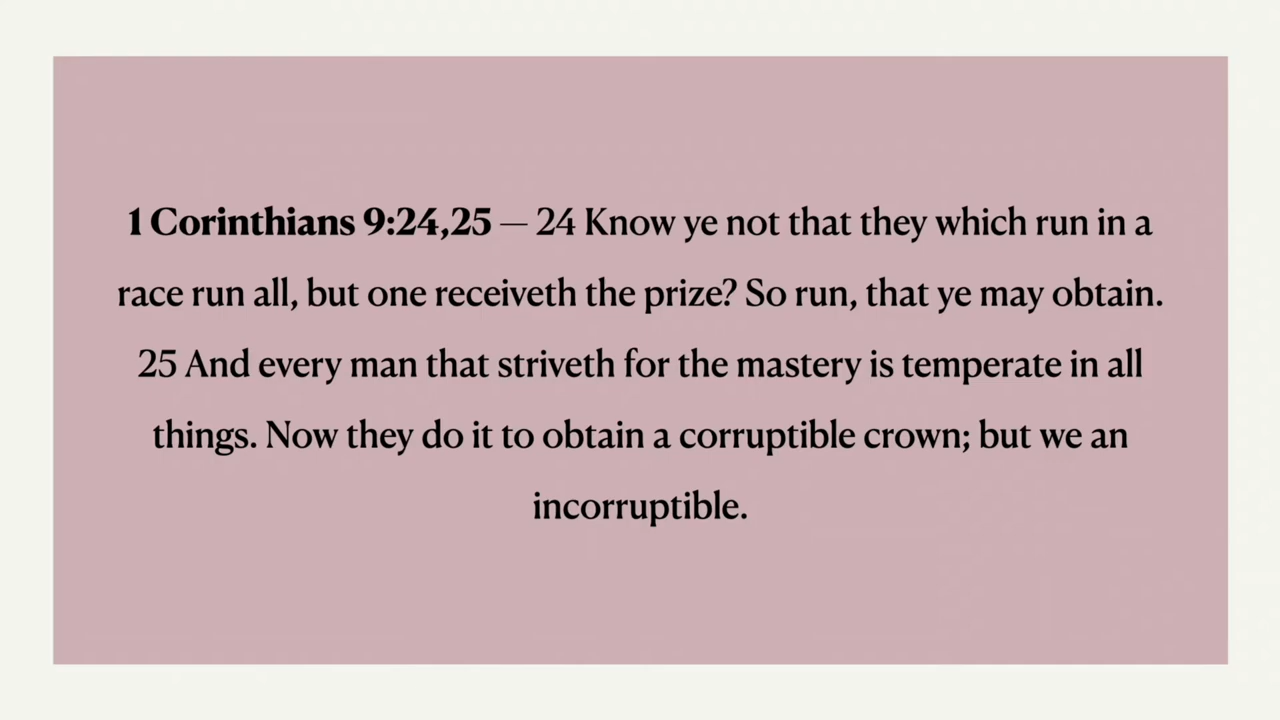 1 Corinthians 9:24,25 — 24 Know ye not that they which run in a
race run all, but one receiveth the prize? So run, that ye may obtain.
25 And every man that striveth for the mastery is temperate in all
things. Now they do it to obtain a corruptible crown; but we an
incorruptible.